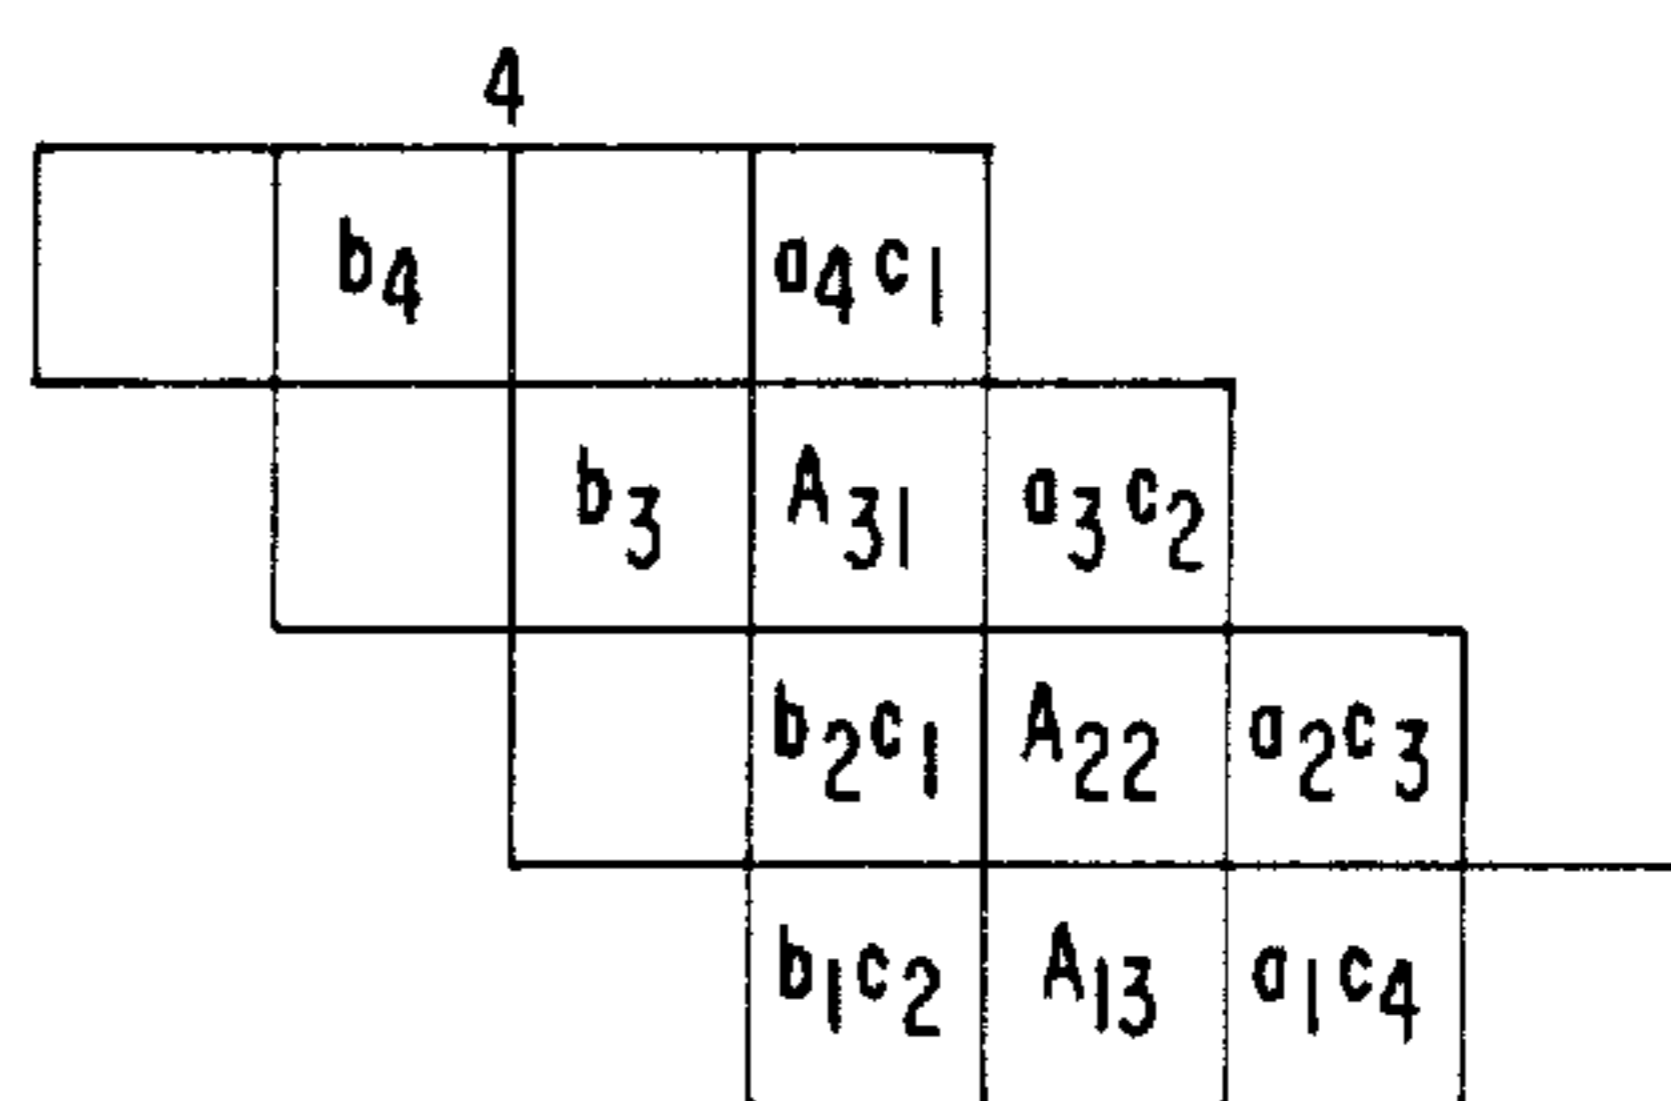 4
b₄ a₄c₁
b₃ A₃₁ a₃c₂
b₂c₁ A₂₂ a₂c₃
b₁c₂ A₁₃ a₁c₄